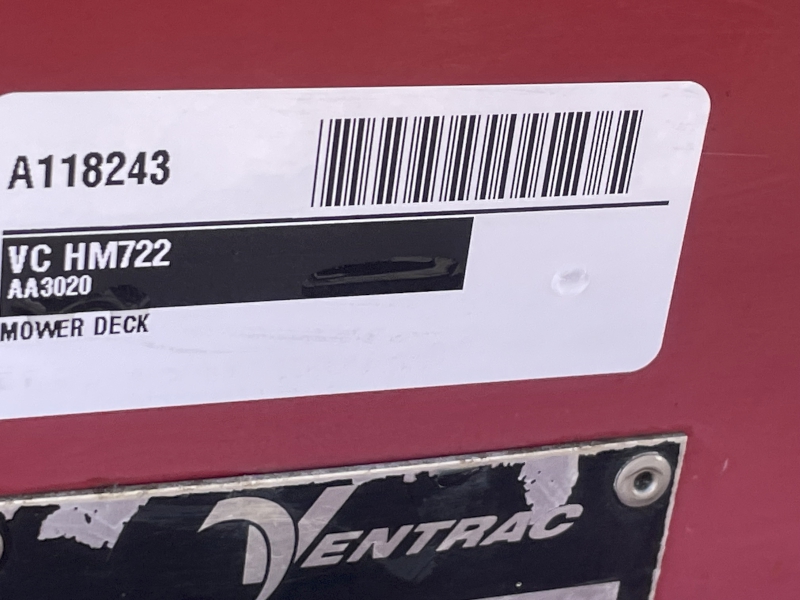 A118243
VC HM722
AA3020
MOWER DECK
VENTRAC